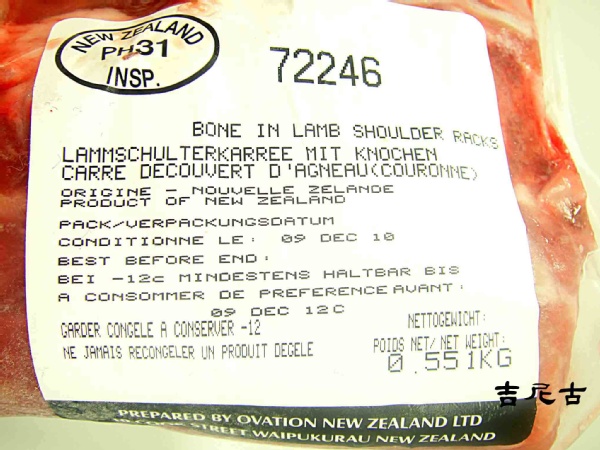 NEW ZEALAND
PH31
INSP.
72246
BONE IN LAMB SHOULDER RACKS
LAMMSCHULTERKARREE MIT KNOCHEN
CARRE DECOUVERT D'AGNEAU(COURONNE)
ORIGINE - NOUVELLE ZELANDE
PRODUCT OF NEW ZEALAND
PACK/VERPACKUNGSDATUM
CONDITIONNE LE: 09 DEC 10
BEST BEFORE END:
BEI -12c MINDESTENS HALTBAR BIS
A CONSOMMER DE PREFERENCE AVANT:
09 DEC 12C
GARDER CONGELE A CONSERVER -12
NE JAMAIS RECONGELER UN PRODUIT DEGELE
NETTOGEWICHT:
POIDS NET/ NET WEIGHT:
0.551KG
吉尼古
PREPARED BY OVATION NEW ZEALAND LTD
COOK STREET WAIPUKURAU NEW ZEALAND